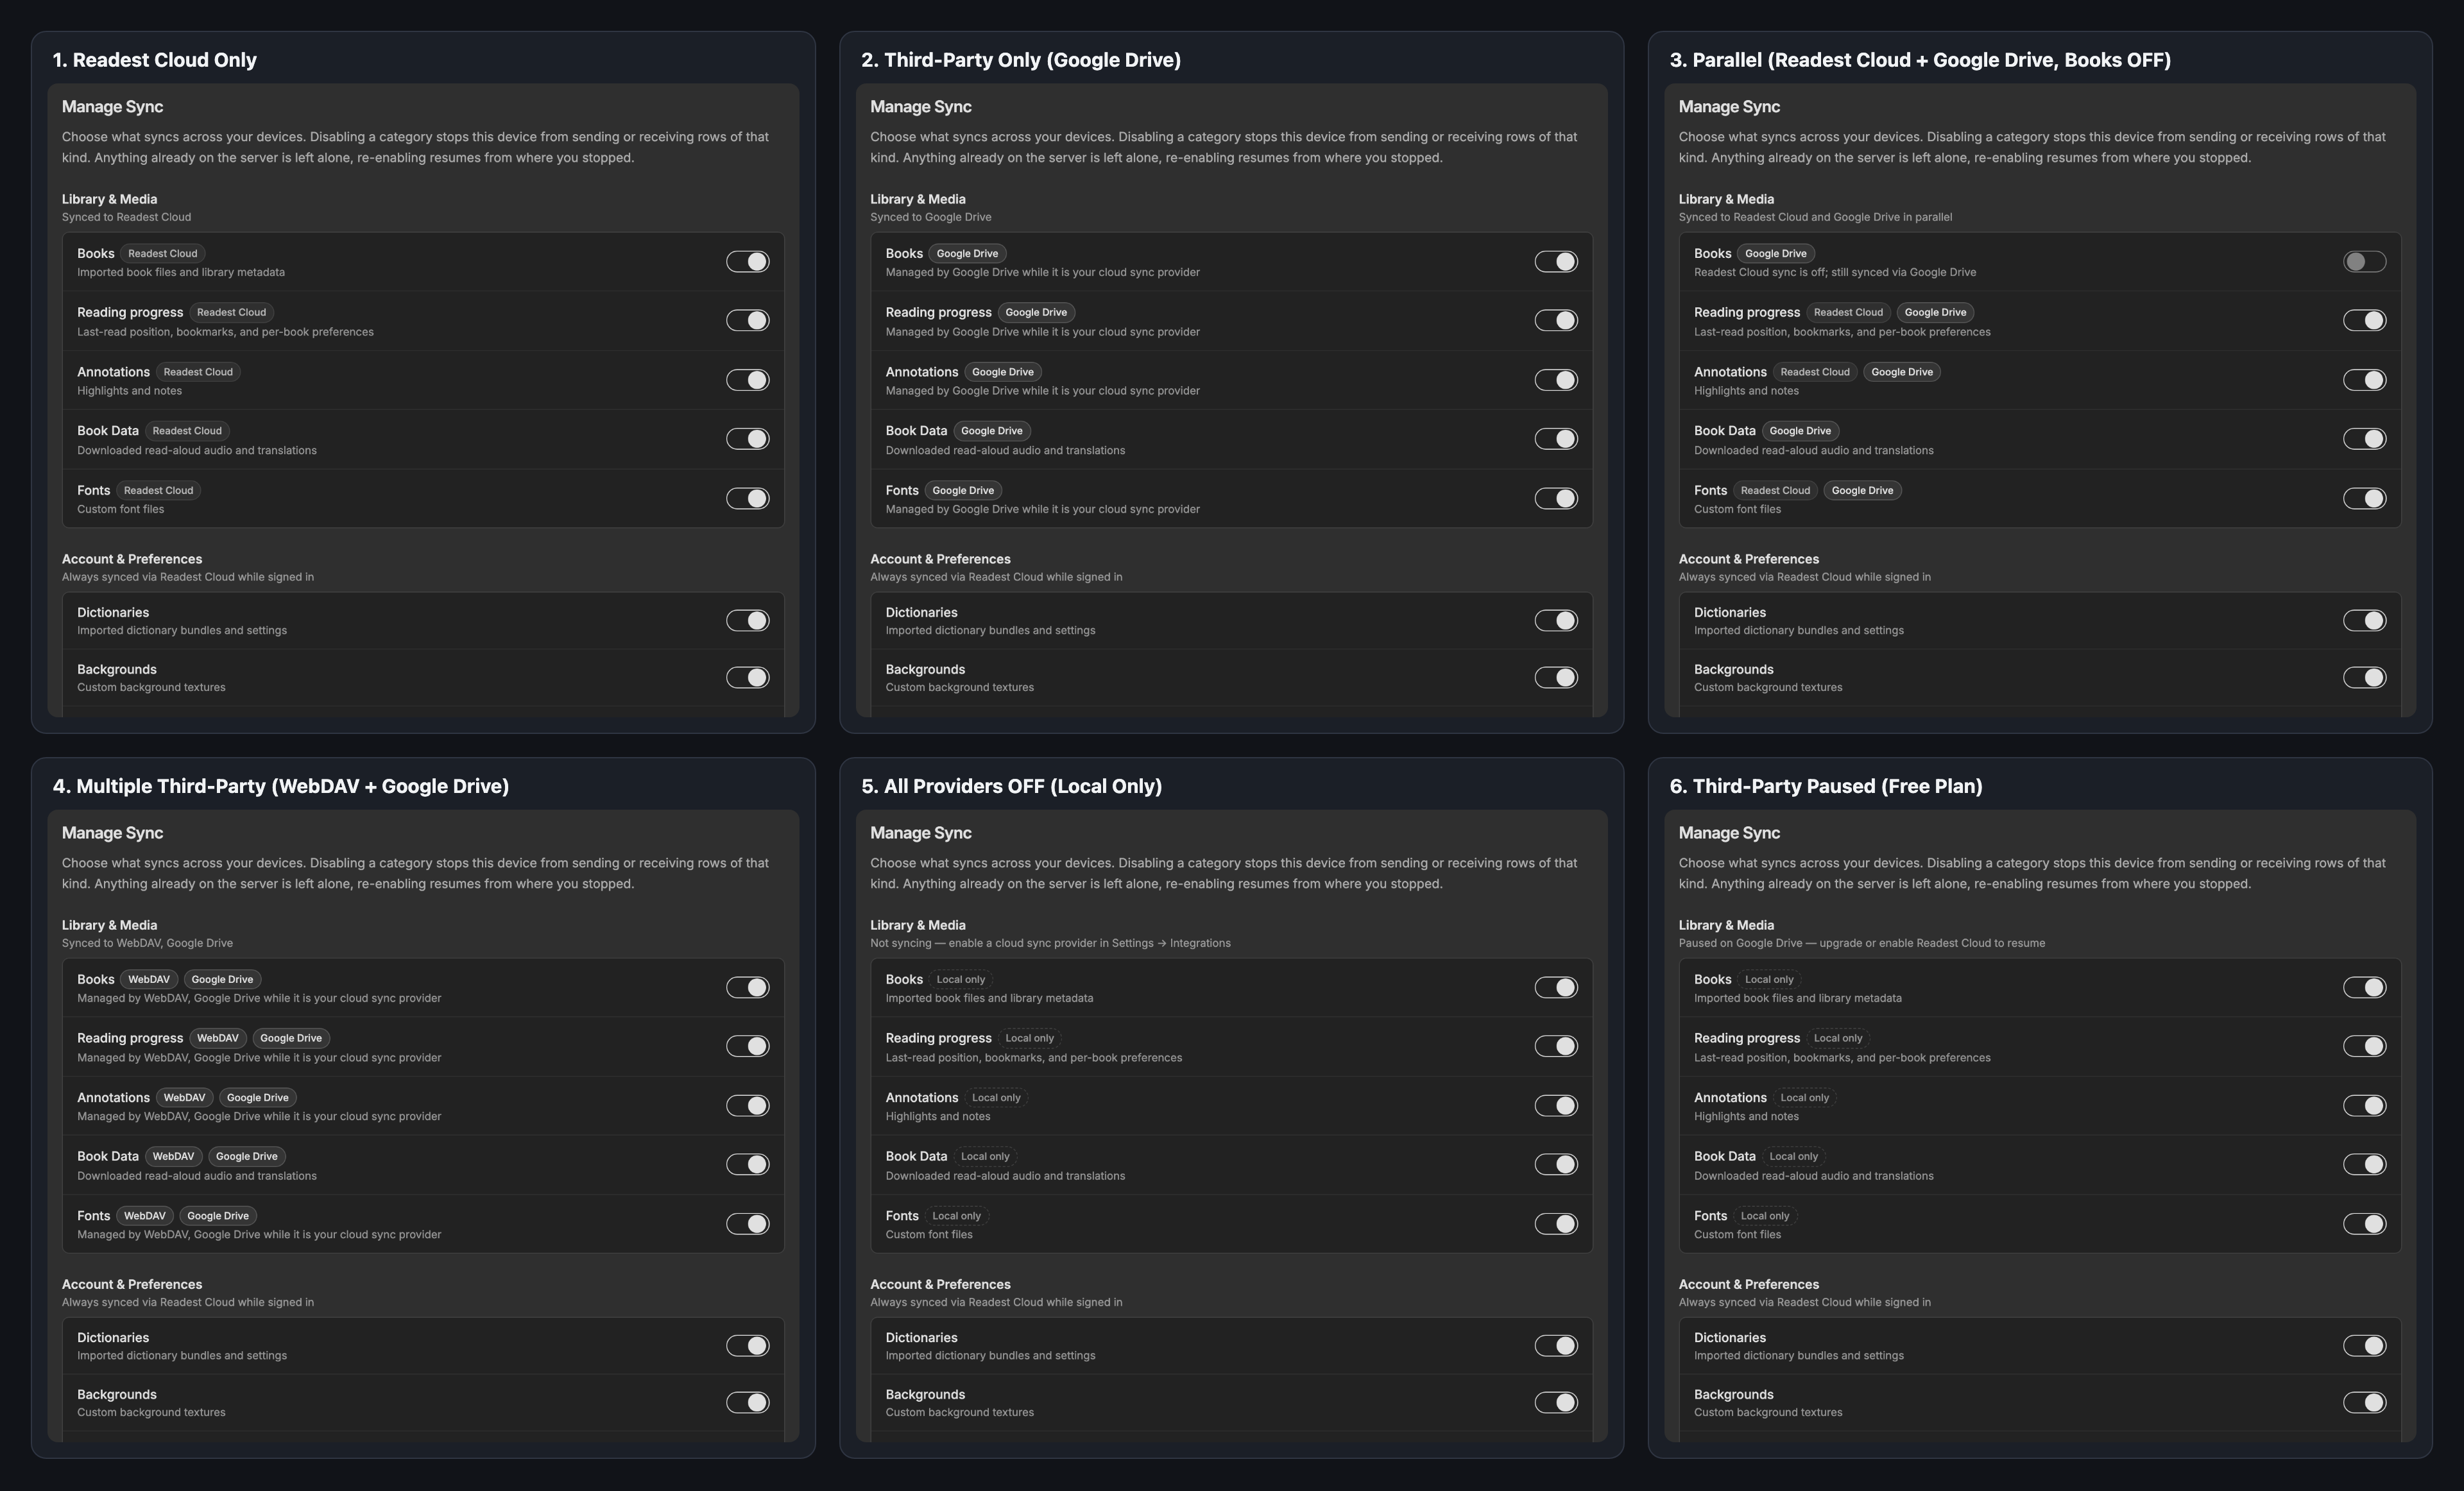 1. Readest Cloud Only
Manage Sync
Choose what syncs across your devices. Disabling a category stops this device from sending or receiving rows of that
kind. Anything already on the server is left alone, re-enabling resumes from where you stopped.
Library & Media
Synced to Readest Cloud
Books Readest Cloud
Imported book files and library metadata
Reading progress Readest Cloud
Last-read position, bookmarks, and per-book preferences
Annotations Readest Cloud
Highlights and notes
Book Data Readest Cloud
Downloaded read-aloud audio and translations
Fonts Readest Cloud
Custom font files
Account & Preferences
Always synced via Readest Cloud while signed in
Dictionaries
Imported dictionary bundles and settings
Backgrounds
Custom background textures
2. Third-Party Only (Google Drive)
Manage Sync
Choose what syncs across your devices. Disabling a category stops this device from sending or receiving rows of that
kind. Anything already on the server is left alone, re-enabling resumes from where you stopped.
Library & Media
Synced to Google Drive
Books Google Drive
Managed by Google Drive while it is your cloud sync provider
Reading progress Google Drive
Managed by Google Drive while it is your cloud sync provider
Annotations Google Drive
Managed by Google Drive while it is your cloud sync provider
Book Data Google Drive
Downloaded read-aloud audio and translations
Fonts Google Drive
Managed by Google Drive while it is your cloud sync provider
Account & Preferences
Always synced via Readest Cloud while signed in
Dictionaries
Imported dictionary bundles and settings
Backgrounds
Custom background textures
3. Parallel (Readest Cloud + Google Drive, Books OFF)
Manage Sync
Choose what syncs across your devices. Disabling a category stops this device from sending or receiving rows of that
kind. Anything already on the server is left alone, re-enabling resumes from where you stopped.
Library & Media
Synced to Readest Cloud and Google Drive in parallel
Books Google Drive
Readest Cloud sync is off; still synced via Google Drive
Reading progress Readest Cloud Google Drive
Last-read position, bookmarks, and per-book preferences
Annotations Readest Cloud Google Drive
Highlights and notes
Book Data Google Drive
Downloaded read-aloud audio and translations
Fonts Readest Cloud Google Drive
Custom font files
Account & Preferences
Always synced via Readest Cloud while signed in
Dictionaries
Imported dictionary bundles and settings
Backgrounds
Custom background textures
4. Multiple Third-Party (WebDAV + Google Drive)
Manage Sync
Choose what syncs across your devices. Disabling a category stops this device from sending or receiving rows of that
kind. Anything already on the server is left alone, re-enabling resumes from where you stopped.
Library & Media
Synced to WebDAV, Google Drive
Books WebDAV Google Drive
Managed by WebDAV, Google Drive while it is your cloud sync provider
Reading progress WebDAV Google Drive
Managed by WebDAV, Google Drive while it is your cloud sync provider
Annotations WebDAV Google Drive
Managed by WebDAV, Google Drive while it is your cloud sync provider
Book Data WebDAV Google Drive
Downloaded read-aloud audio and translations
Fonts WebDAV Google Drive
Managed by WebDAV, Google Drive while it is your cloud sync provider
Account & Preferences
Always synced via Readest Cloud while signed in
Dictionaries
Imported dictionary bundles and settings
Backgrounds
Custom background textures
5. All Providers OFF (Local Only)
Manage Sync
Choose what syncs across your devices. Disabling a category stops this device from sending or receiving rows of that
kind. Anything already on the server is left alone, re-enabling resumes from where you stopped.
Library & Media
Not syncing — enable a cloud sync provider in Settings → Integrations
Books Local only
Imported book files and library metadata
Reading progress Local only
Last-read position, bookmarks, and per-book preferences
Annotations Local only
Highlights and notes
Book Data Local only
Downloaded read-aloud audio and translations
Fonts Local only
Custom font files
Account & Preferences
Always synced via Readest Cloud while signed in
Dictionaries
Imported dictionary bundles and settings
Backgrounds
Custom background textures
6. Third-Party Paused (Free Plan)
Manage Sync
Choose what syncs across your devices. Disabling a category stops this device from sending or receiving rows of that
kind. Anything already on the server is left alone, re-enabling resumes from where you stopped.
Library & Media
Paused on Google Drive — upgrade or enable Readest Cloud to resume
Books Local only
Imported book files and library metadata
Reading progress Local only
Last-read position, bookmarks, and per-book preferences
Annotations Local only
Highlights and notes
Book Data Local only
Downloaded read-aloud audio and translations
Fonts Local only
Custom font files
Account & Preferences
Always synced via Readest Cloud while signed in
Dictionaries
Imported dictionary bundles and settings
Backgrounds
Custom background textures